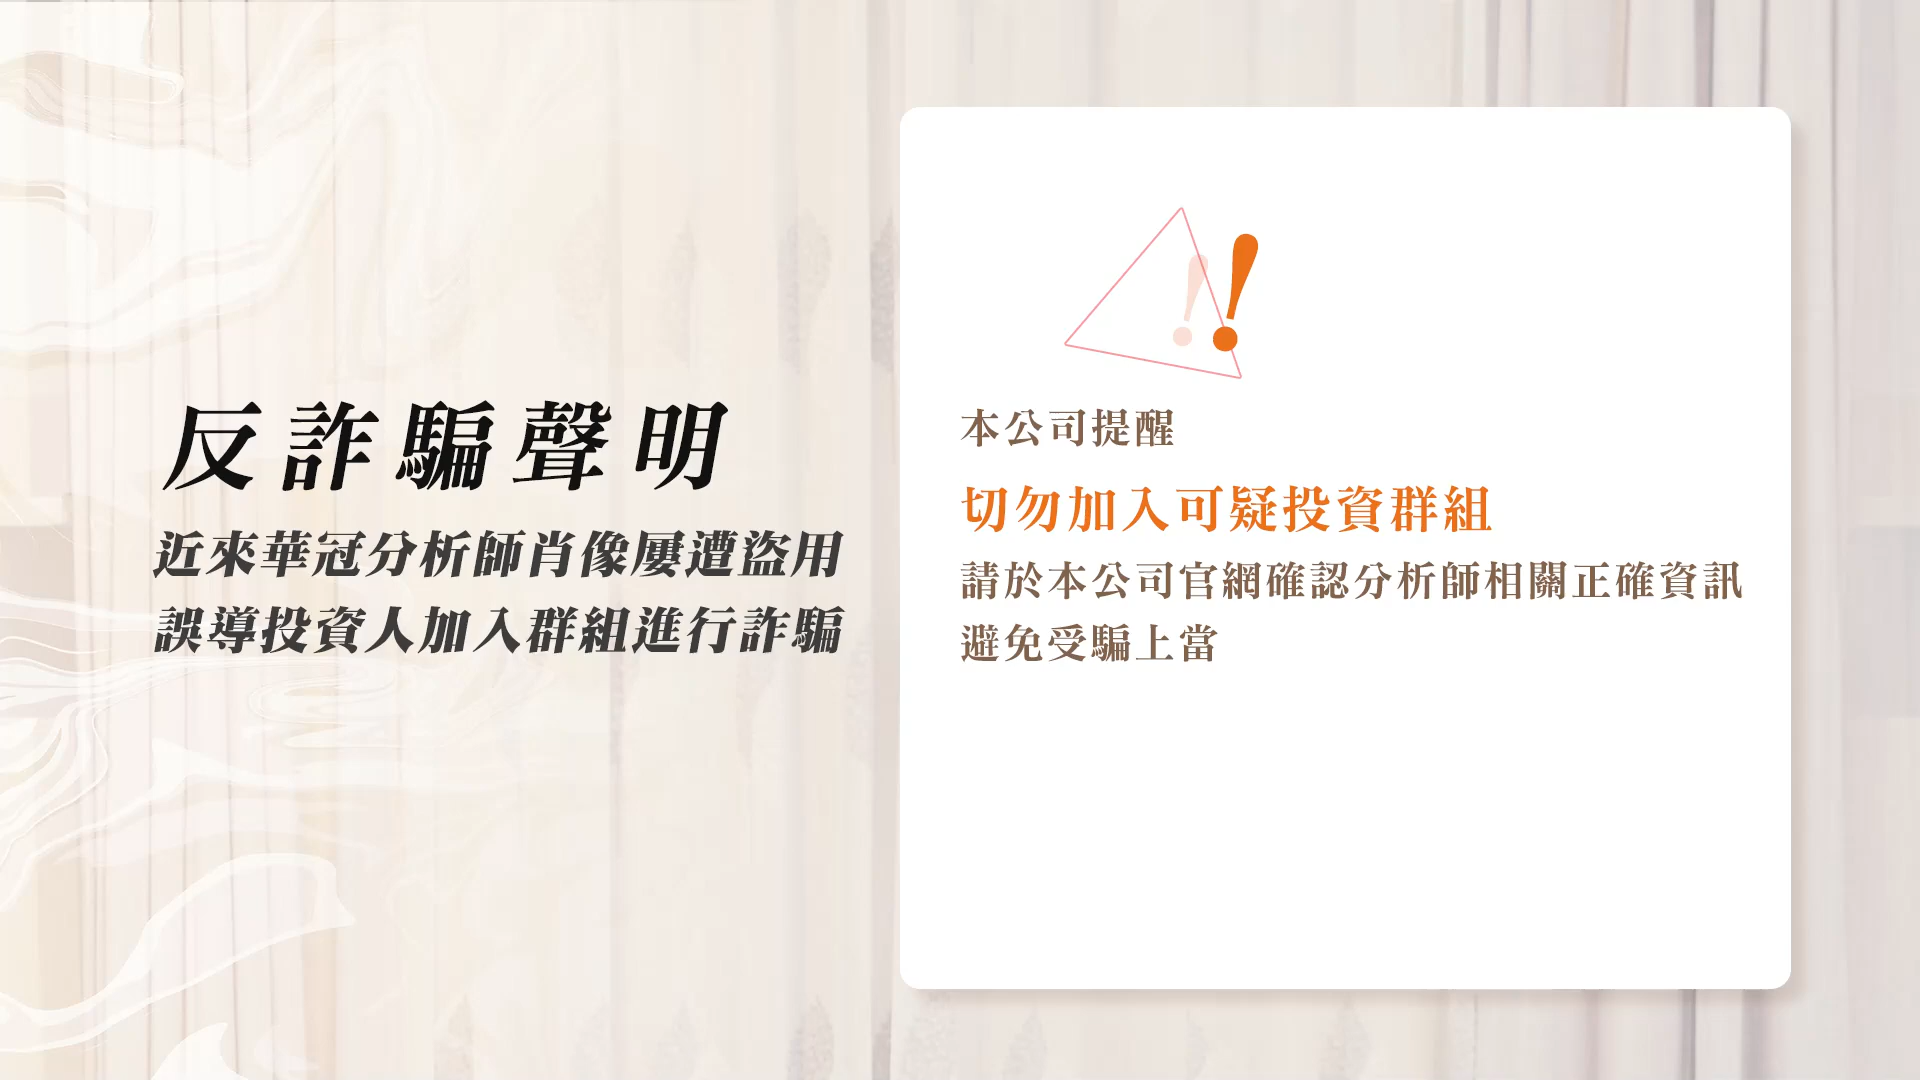 反詐騙聲明
近來華冠分析師肖像屢遭盜用
誤導投資人加入群組進行詐騙
本公司提醒
切勿加入可疑投資群組
請於本公司官網確認分析師相關正確資訊
避免受騙上當